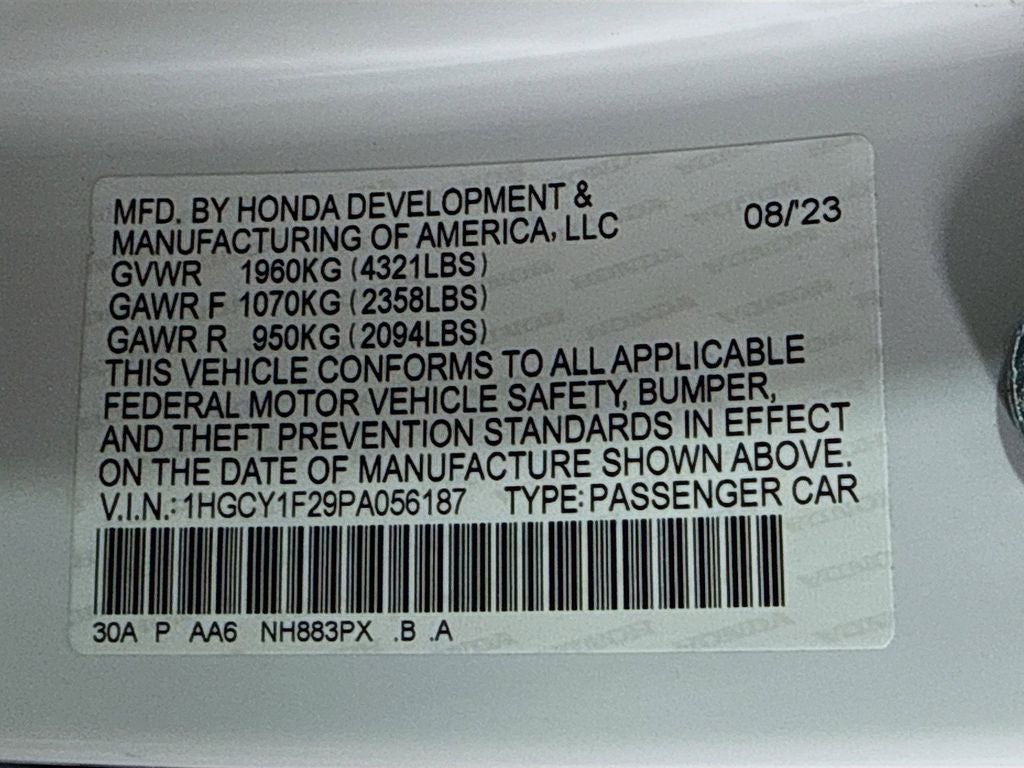 MFD. BY HONDA DEVELOPMENT &
MANUFACTURING OF AMERICA, LLC 08/'23
GVWR 1960KG (4321LBS)
GAWR F 1070KG (2358LBS)
GAWR R 950KG (2094LBS)
THIS VEHICLE CONFORMS TO ALL APPLICABLE
FEDERAL MOTOR VEHICLE SAFETY, BUMPER,
AND THEFT PREVENTION STANDARDS IN EFFECT
ON THE DATE OF MANUFACTURE SHOWN ABOVE.
V.I.N.: 1HGCY1F29PA056187 TYPE: PASSENGER CAR
30A P AA6 NH883PX .B .A